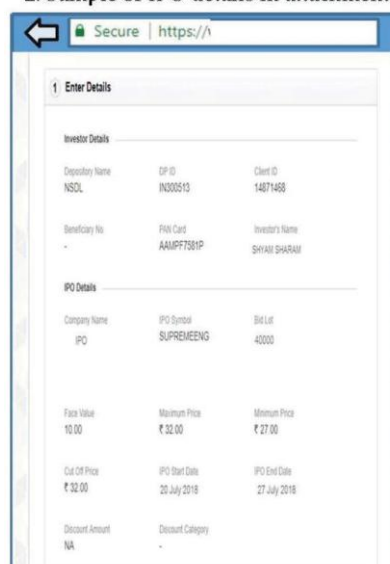 Secure | https://
1 Enter Details
Investor Details
Depository Name DP ID Client ID
NSDL IN300513 14871468
Beneficiary No PAN Card Investor's Name
- AAMPF7581P SHYAM SHARAM
IPO Details
Company Name IPO Symbol Bid Lot
IPO SUPREMEENG 40000
Face Value Maximum Price Minimum Price
10.00 ₹ 32.00 ₹ 27.00
Cut Off Price IPO Start Date IPO End Date
₹ 32.00 20 July 2018 27 July 2018
Discount Amount Discount Category
NA -